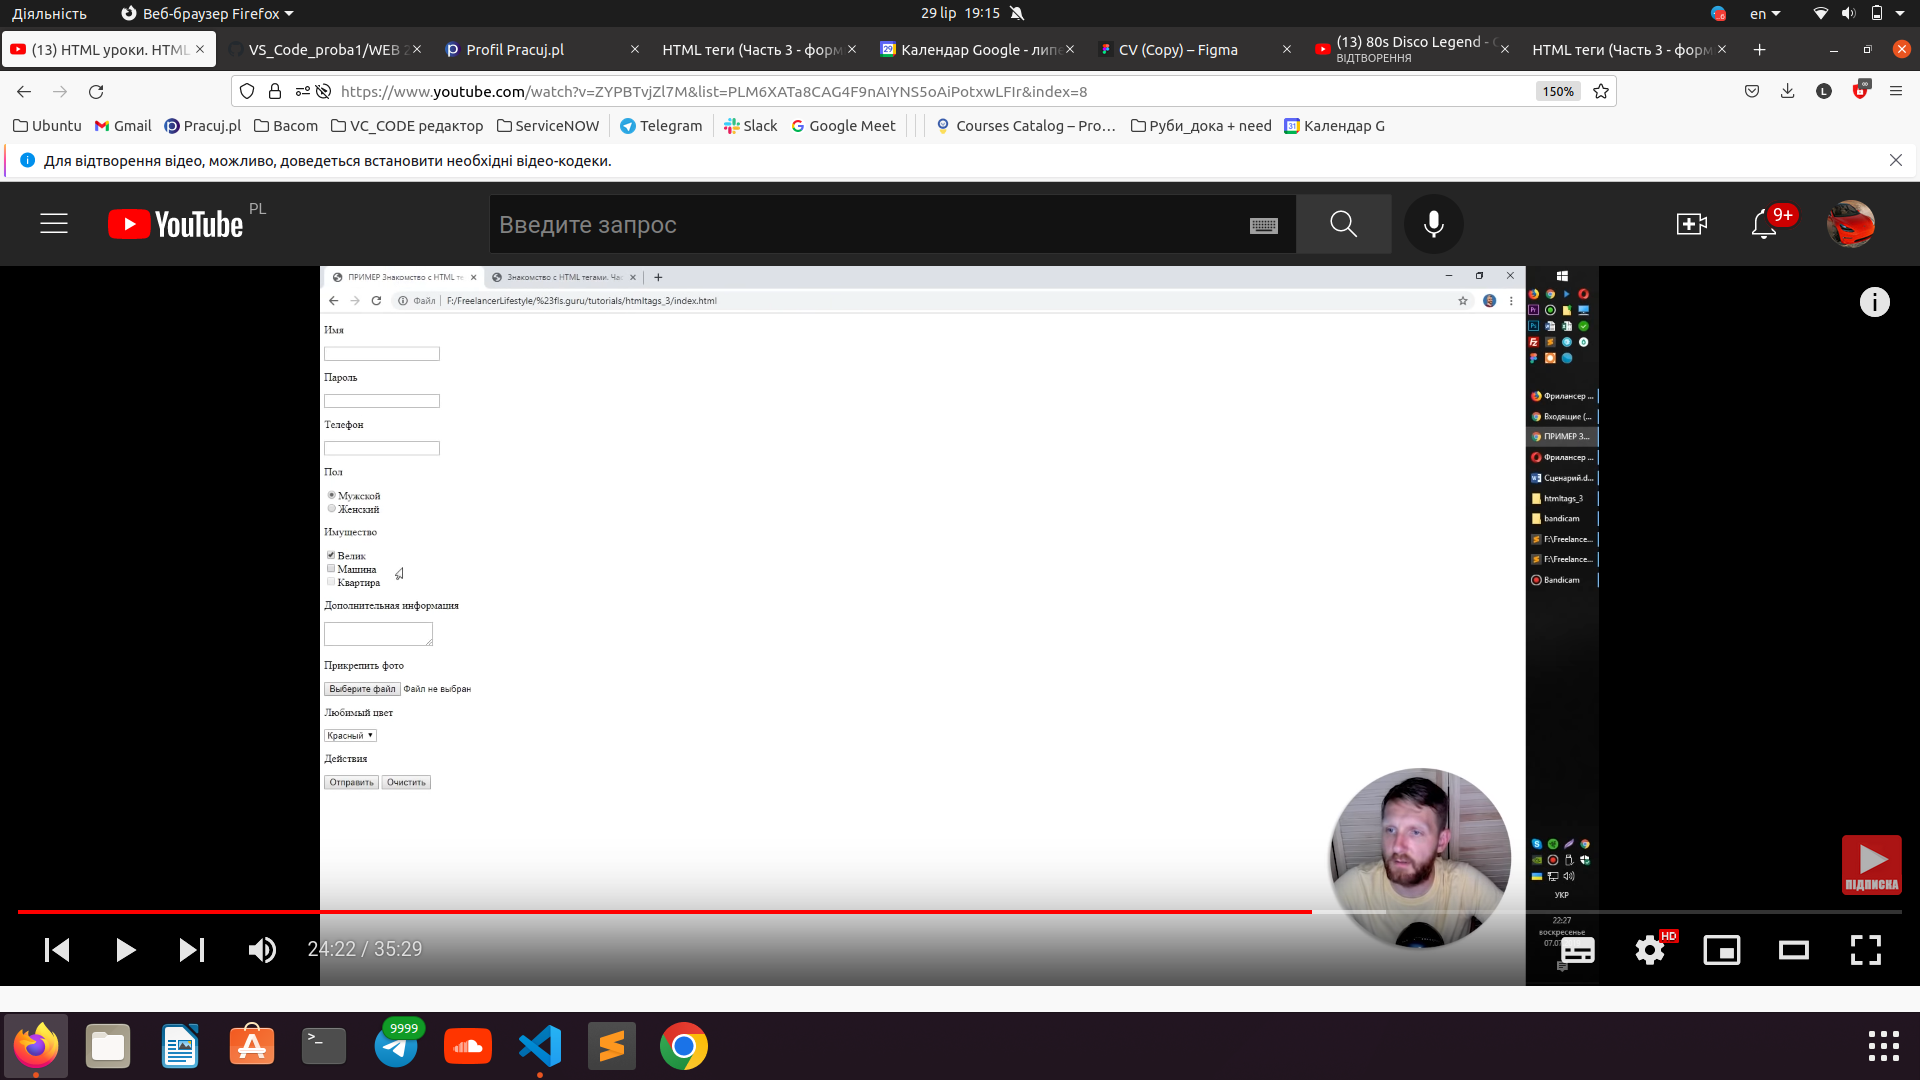 Діяльність
Веб-браузер Firefox
29 lip 19:15
en
(13) HTML уроки. HTML
VS_Code_proba1/WEB 2
Profil Pracuj.pl
HTML теги (Часть 3 - форм
Календар Google - липе
CV (Copy) – Figma
(13) 80s Disco Legend -
ВІДТВОРЕННЯ
HTML теги (Часть 3 - форм
https://www.youtube.com/watch?v=ZYPBTvjZl7M&list=PLM6XATa8CAG4F9nAIYNS5oAiPotxwLFIr&index=8
150%
Ubuntu
Gmail
Pracuj.pl
Bacom
VC_CODE редактор
ServiceNOW
Telegram
Slack
Google Meet
Courses Catalog – Pro…
Руби_дока + need
Календар G
Для відтворення відео, можливо, доведеться встановити необхідні відео-кодеки.
YouTube
PL
Введите запрос
9+
ПРИМЕР Знакомство с HTML те
Знакомство с HTML тегами. Час
Файл
F:/FreelancerLifestyle/%23fls.guru/tutorials/htmltags_3/index.html
Имя
Пароль
Телефон
Пол
Мужской
Женский
Имущество
Велик
Машина
Квартира
Дополнительная информация
Прикрепить фото
Выберите файл Файл не выбран
Любимый цвет
Красный
Действия
Отправить Очистить
Фрилансер ...
Входящие (...
ПРИМЕР З...
Фрилансер ...
Сценарий.d...
htmltags_3
bandicam
F:\Freelance...
F:\Freelance...
Bandicam
УКР
22:27
воскресенье
ПІДПИСКА
24:22 / 35:29
HD
9999